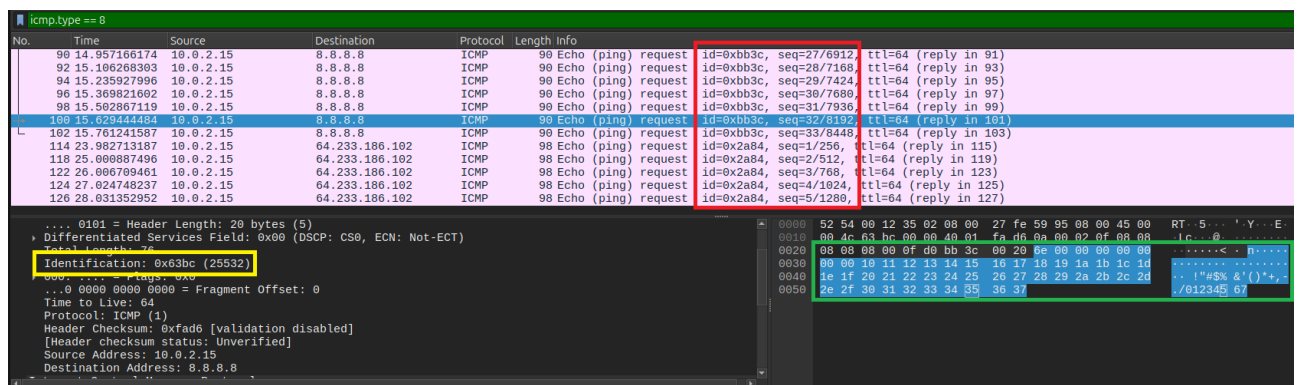 icmp.type == 8
No. Time Source Destination Protocol Length Info
90 14.957166174 10.0.2.15 8.8.8.8 ICMP 90 Echo (ping) request id=0xbb3c, seq=27/6912, ttl=64 (reply in 91)
92 15.106268303 10.0.2.15 8.8.8.8 ICMP 90 Echo (ping) request id=0xbb3c, seq=28/7168, ttl=64 (reply in 93)
94 15.235927996 10.0.2.15 8.8.8.8 ICMP 90 Echo (ping) request id=0xbb3c, seq=29/7424, ttl=64 (reply in 95)
96 15.369821602 10.0.2.15 8.8.8.8 ICMP 90 Echo (ping) request id=0xbb3c, seq=30/7680, ttl=64 (reply in 97)
98 15.502867119 10.0.2.15 8.8.8.8 ICMP 90 Echo (ping) request id=0xbb3c, seq=31/7936, ttl=64 (reply in 99)
100 15.629444484 10.0.2.15 8.8.8.8 ICMP 90 Echo (ping) request id=0xbb3c, seq=32/8192, ttl=64 (reply in 101)
102 15.761241587 10.0.2.15 8.8.8.8 ICMP 90 Echo (ping) request id=0xbb3c, seq=33/8448, ttl=64 (reply in 103)
114 23.982713187 10.0.2.15 64.233.186.102 ICMP 98 Echo (ping) request id=0x2a84, seq=1/256, ttl=64 (reply in 115)
118 25.000887496 10.0.2.15 64.233.186.102 ICMP 98 Echo (ping) request id=0x2a84, seq=2/512, ttl=64 (reply in 119)
122 26.006709461 10.0.2.15 64.233.186.102 ICMP 98 Echo (ping) request id=0x2a84, seq=3/768, ttl=64 (reply in 123)
124 27.024748237 10.0.2.15 64.233.186.102 ICMP 98 Echo (ping) request id=0x2a84, seq=4/1024, ttl=64 (reply in 125)
126 28.031352952 10.0.2.15 64.233.186.102 ICMP 98 Echo (ping) request id=0x2a84, seq=5/1280, ttl=64 (reply in 127)
.... 0101 = Header Length: 20 bytes (5)
Differentiated Services Field: 0x00 (DSCP: CS0, ECN: Not-ECT)
Total Length: 76
Identification: 0x63bc (25532)
000. .... = Flags: 0x0
...0 0000 0000 0000 = Fragment Offset: 0
Time to Live: 64
Protocol: ICMP (1)
Header Checksum: 0xfad6 [validation disabled]
[Header checksum status: Unverified]
Source Address: 10.0.2.15
Destination Address: 8.8.8.8
0000 52 54 00 12 35 02 08 00 27 fe 59 95 08 00 45 00 RT··5··· '·Y···E·
0010 00 4c 63 bc 00 00 40 01 fa d6 0a 00 02 0f 08 08 ·Lc···@· ········
0020 08 08 08 00 0f d0 bb 3c 00 20 6e 00 00 00 00 00 ·······< · n·····
0030 00 00 10 11 12 13 14 15 16 17 18 19 1a 1b 1c 1d ········ ········
0040 1e 1f 20 21 22 23 24 25 26 27 28 29 2a 2b 2c 2d ·· !"#$% &'()*+,-
0050 2e 2f 30 31 32 33 34 35 36 37 ./012345 67